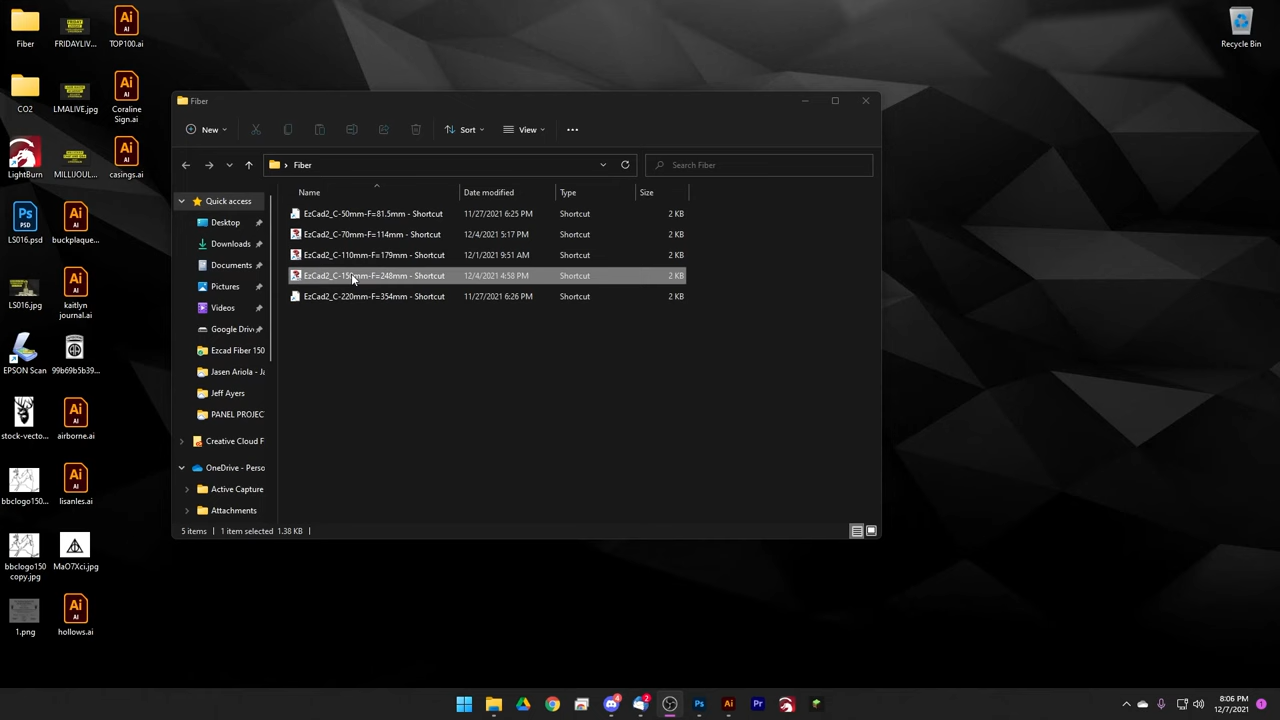 Fiber
FRIDAYLIV...
TOP100.ai
Recycle Bin
CO2
LMALIVE.jpg
Coraline
Sign.ai
LightBurn
MILLIJOUL...
casings.ai
LS016.psd
buckplaque...
LS016.jpg
kaitlyn
journal.ai
EPSON Scan
99b69b5b39...
stock-vecto...
airborne.ai
bbclogo150...
lisanles.ai
bbclogo150
copy.jpg
MaO7Xci.jpg
1.png
hollows.ai
Fiber
New
Sort
View
Fiber
Search Fiber
Name
Date modified
Type
Size
EzCad2_C-50mm-F=81.5mm - Shortcut 11/27/2021 6:25 PM Shortcut 2 KB
EzCad2_C-70mm-F=114mm - Shortcut 12/4/2021 5:17 PM Shortcut 2 KB
EzCad2_C-110mm-F=179mm - Shortcut 12/1/2021 9:51 AM Shortcut 2 KB
EzCad2_C-150mm-F=248mm - Shortcut 12/4/2021 4:58 PM Shortcut 2 KB
EzCad2_C-220mm-F=354mm - Shortcut 11/27/2021 6:26 PM Shortcut 2 KB
Quick access
Desktop
Downloads
Documents
Pictures
Videos
Google Driv
Ezcad Fiber 150
Jasen Ariola - Ja
Jeff Ayers
PANEL PROJEC
Creative Cloud F
OneDrive - Perso
Active Capture
Attachments
5 items
1 item selected 1.38 KB
8:06 PM
12/7/2021